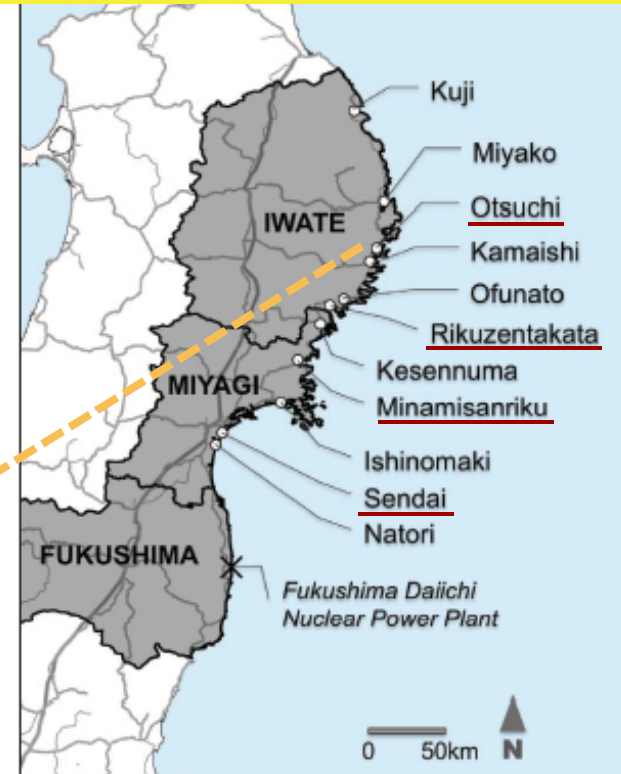 Kuji
Miyako
IWATE
Otsuchi
Kamaishi
Ofunato
Rikuzentakata
Kesennuma
MIYAGI
Minamisanriku
Ishinomaki
Sendai
Natori
FUKUSHIMA
Fukushima Daiichi
Nuclear Power Plant
0 50km N